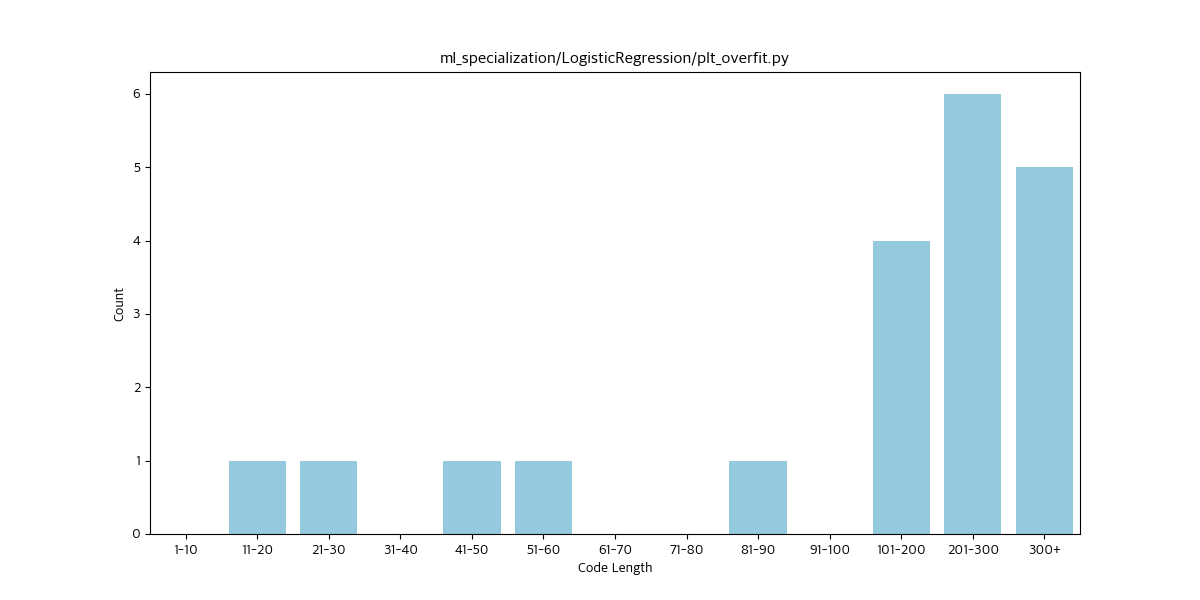 ml_specialization/LogisticRegression/plt_overfit.py
6
5
4
3
2
1
0
Count
1-10 11-20 21-30 31-40 41-50 51-60 61-70 71-80 81-90 91-100 101-200 201-300 300+
Code Length